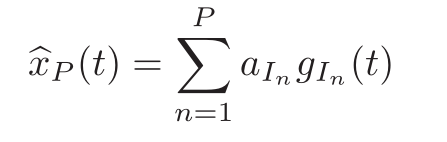 $\widehat{x}_P(t) = \sum_{n=1}^{P} a_{I_n} g_{I_n}(t)$